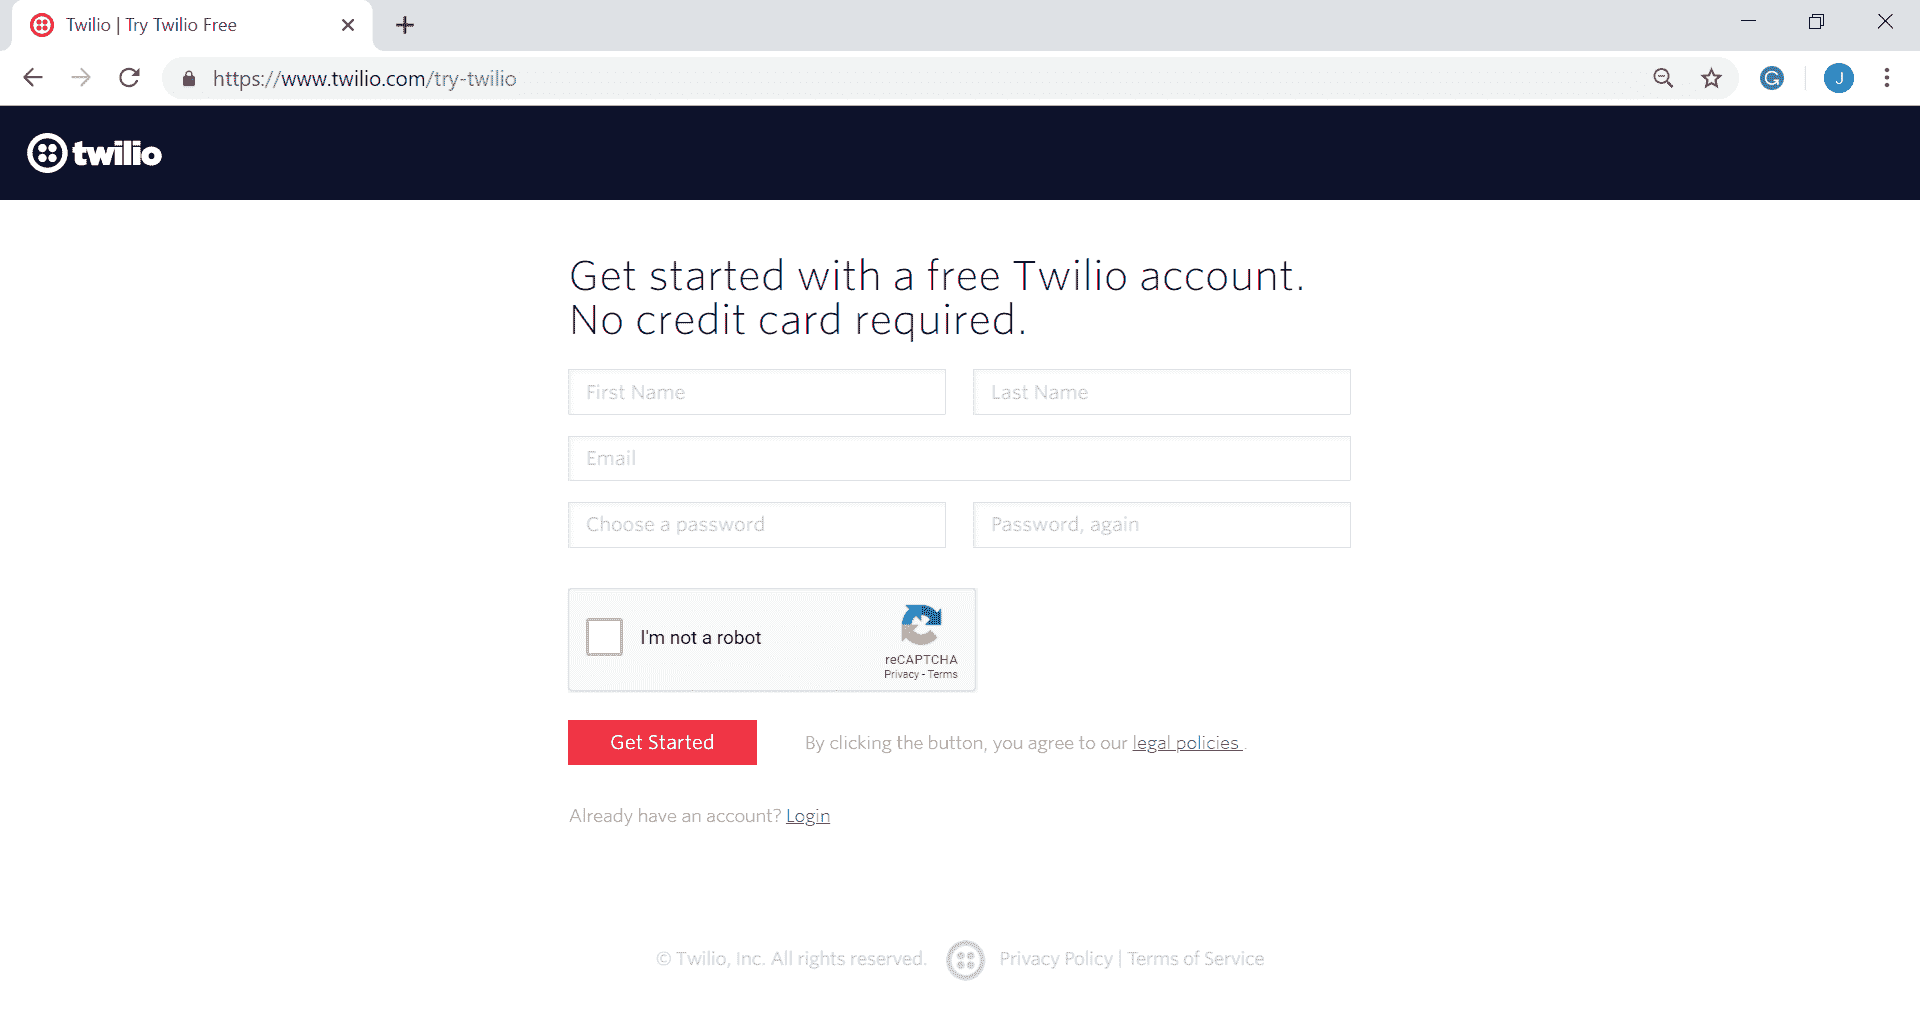 Twilio | Try Twilio Free
https://www.twilio.com/try-twilio
J
twilio
Get started with a free Twilio account.
No credit card required.
First Name
Last Name
Email
Choose a password
Password, again
I'm not a robot
reCAPTCHA
Privacy - Terms
Get Started
By clicking the button, you agree to our legal policies .
Already have an account? Login
© Twilio, Inc. All rights reserved.
Privacy Policy | Terms of Service